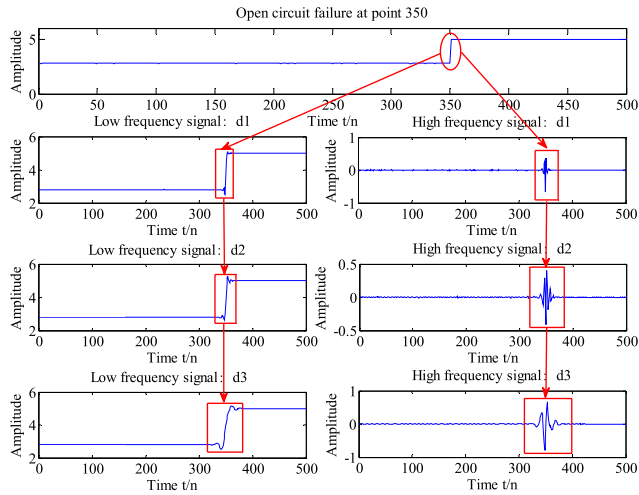 Open circuit failure at point 350
Amplitude
5
0
0 50 100 150 200 250 300 350 400 450 500
Time t/n
Low frequency signal: d1
Amplitude
6
4
2
0 100 200 300 400 500
Time t/n
High frequency signal: d1
Amplitude
1
0
-1
0 100 200 300 400 500
Time t/n
Low frequency signal: d2
Amplitude
6
4
2
0 100 200 300 400 500
Time t/n
High frequency signal: d2
Amplitude
0.5
0
-0.5
0 100 200 300 400 500
Time t/n
Low frequency signal: d3
Amplitude
6
4
2
0 100 200 300 400 500
Time t/n
High frequency signal: d3
Amplitude
1
0
-1
0 100 200 300 400 500
Time t/n